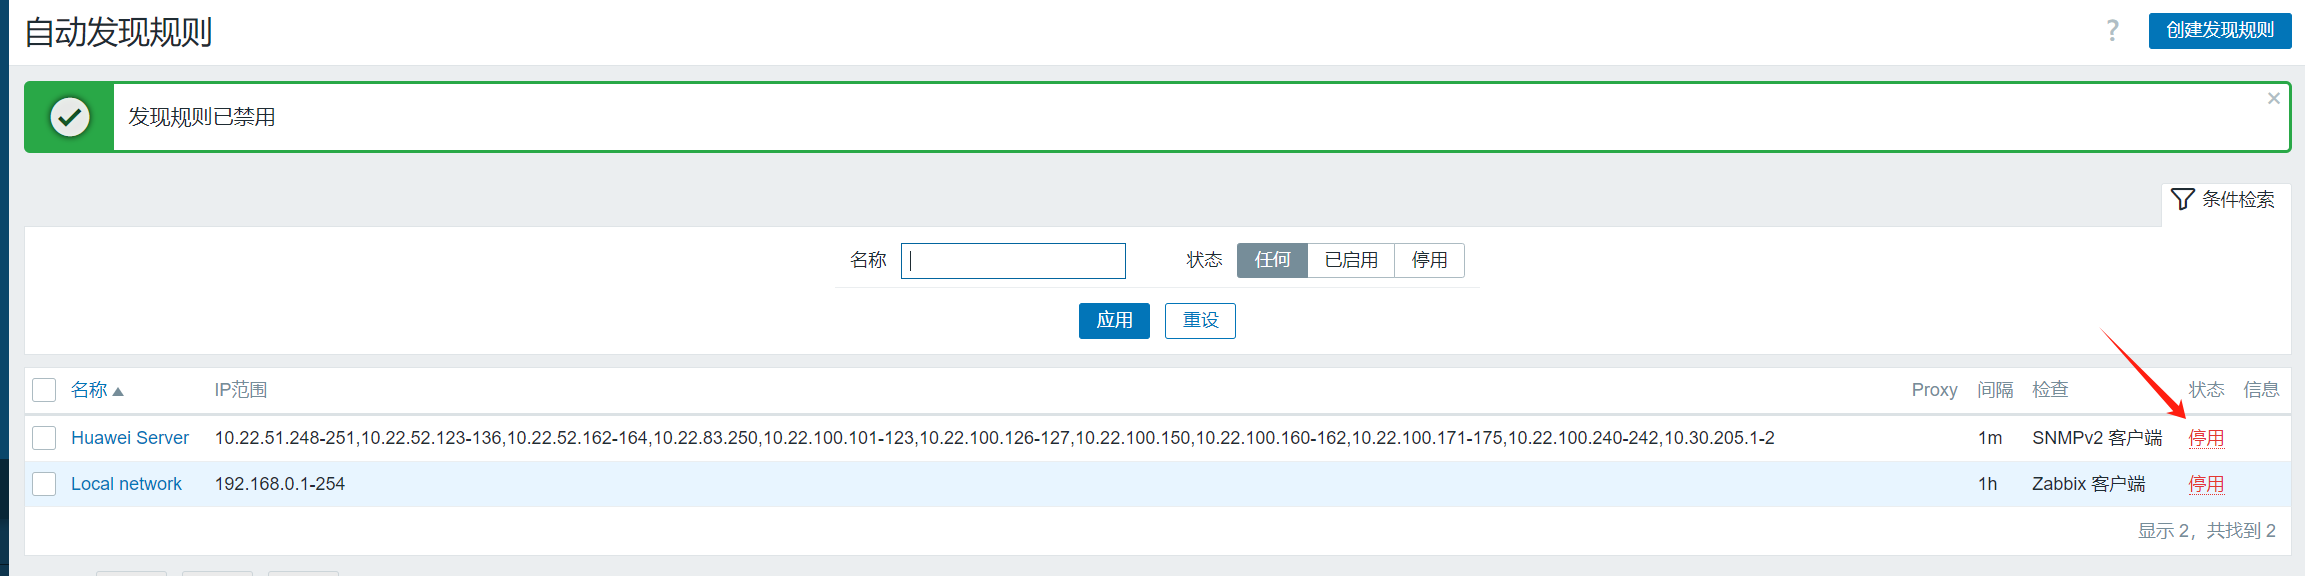 自动发现规则
? 创建发现规则
发现规则已禁用
×
条件检索
名称 状态 任何 已启用 停用
应用 重设
名称 IP范围 Proxy 间隔 检查 状态 信息
Huawei Server 10.22.51.248-251,10.22.52.123-136,10.22.52.162-164,10.22.83.250,10.22.100.101-123,10.22.100.126-127,10.22.100.150,10.22.100.160-162,10.22.100.171-175,10.22.100.240-242,10.30.205.1-2 1m SNMPv2 客户端 停用
Local network 192.168.0.1-254 1h Zabbix 客户端 停用
显示 2，共找到 2